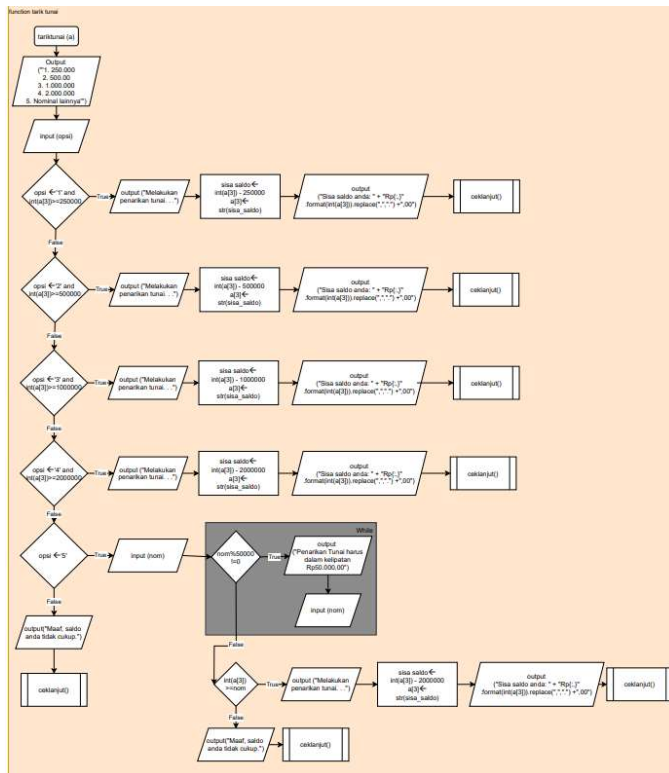 function tarik tunai
tariktunai (a)
Output
("'1. 250.000
2. 500.00
3. 1.000.000
4. 2.000.000
5. Nominal lainnya'")
input (opsi)
opsi ←'1' and
int(a[3])>=250000
True
output ("Melakukan
penarikan tunai. . .")
sisa saldo←
int(a[3]) - 250000
a[3]←
str(sisa_saldo)
output
("Sisa saldo anda: " + "Rp{:,}"
.format(int(a[3])).replace(",",".") +",00")
ceklanjut()
False
opsi ←'2' and
int(a[3])>=500000
True
output ("Melakukan
penarikan tunai. . .")
sisa saldo←
int(a[3]) - 500000
a[3]←
str(sisa_saldo)
output
("Sisa saldo anda: " + "Rp{:,}"
.format(int(a[3])).replace(",",".") +",00")
ceklanjut()
False
opsi ←'3' and
int(a[3])>=1000000
True
output ("Melakukan
penarikan tunai. . .")
sisa saldo←
int(a[3]) - 1000000
a[3]←
str(sisa_saldo)
output
("Sisa saldo anda: " + "Rp{:,}"
.format(int(a[3])).replace(",",".") +",00")
ceklanjut()
False
opsi ←'4' and
int(a[3])>=2000000
True
output ("Melakukan
penarikan tunai. . .")
sisa saldo←
int(a[3]) - 2000000
a[3]←
str(sisa_saldo)
output
("Sisa saldo anda: " + "Rp{:,}"
.format(int(a[3])).replace(",",".") +",00")
ceklanjut()
False
opsi ←'5'
True
input (nom)
While
nom%50000
!=0
True
output
("Penarikan Tunai harus
dalam kelipatan
Rp50.000,00")
input (nom)
False
False
output("Maaf, saldo
anda tidak cukup.")
ceklanjut()
int(a[3])
>=nom
True
output ("Melakukan
penarikan tunai. . .")
sisa saldo←
int(a[3]) - 2000000
a[3]←
str(sisa_saldo)
output
("Sisa saldo anda: " + "Rp{:,}"
.format(int(a[3])).replace(",",".") +",00")
ceklanjut()
False
output("Maaf, saldo
anda tidak cukup.")
ceklanjut()